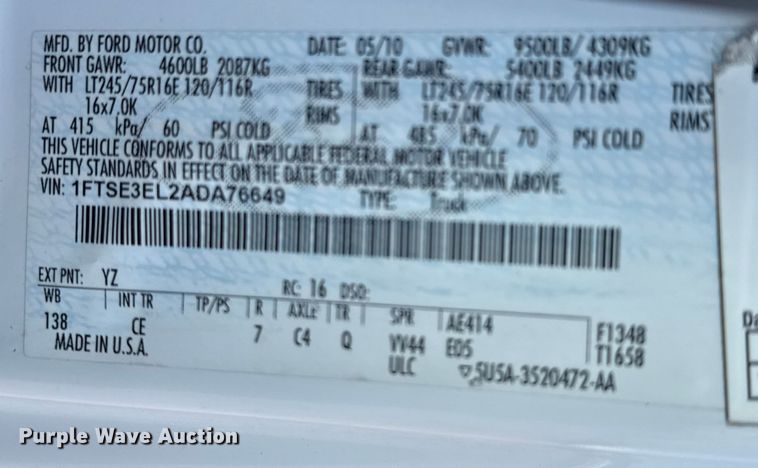 MFD. BY FORD MOTOR CO. DATE: 05/10 GVWR: 9500LB/ 4309KG
FRONT GAWR: 4600LB 2087KG REAR GAWR: 5400LB 2449KG
WITH LT245/75R16E 120/116R TIRES WITH LT245/75R16E 120/116R TIRES
16x7.0K RIMS 16x7.0K RIMS
AT 415 kPa/ 60 PSI COLD AT 485 kPa/ 70 PSI COLD
THIS VEHICLE CONFORMS TO ALL APPLICABLE FEDERAL MOTOR VEHICLE
SAFETY STANDARDS IN EFFECT ON THE DATE OF MANUFACTURE SHOWN ABOVE.
VIN: 1FTSE3EL2ADA76649 TYPE: Truck
EXT PNT: YZ RC: 16 DSO:
WB INT TR TP/PS R AXLE TR SPR AE414 F1348
138 CE 7 C4 Q VV44 EDS T1658
MADE IN U.S.A. ULC 5U5A-3520472-AA
Purple Wave Auction